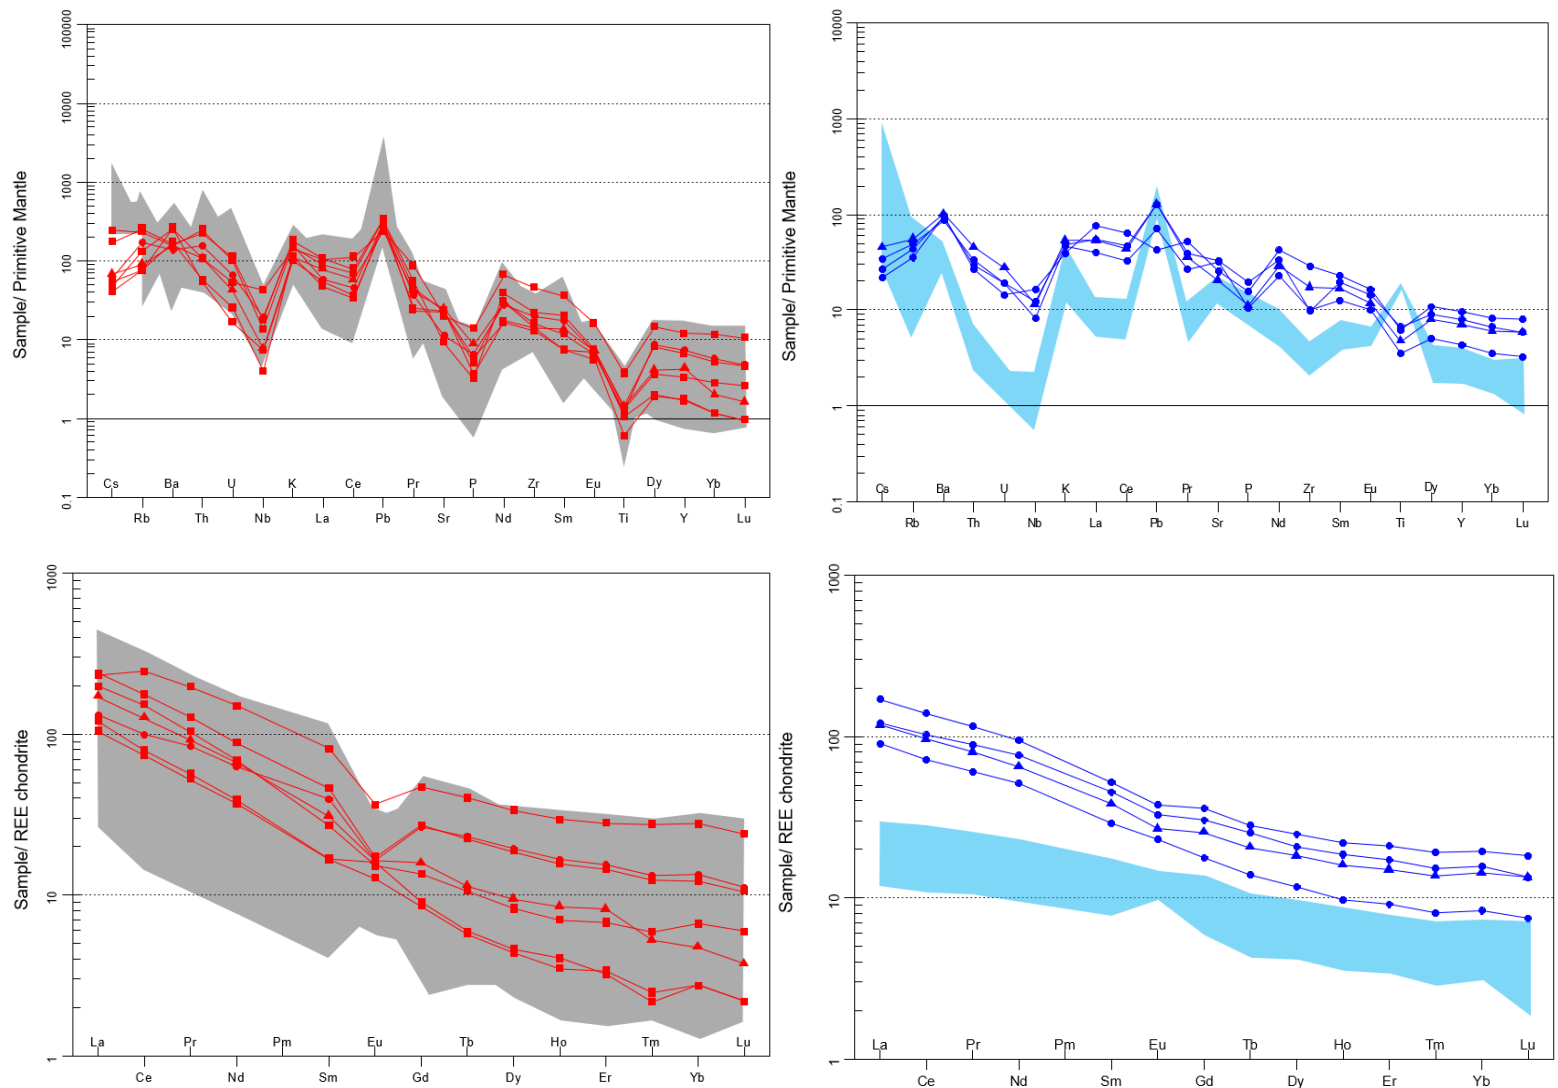 100000
10000
1000
100
10
1
0.1
Sample/ Primitive Mantle
Cs Ba U K Ce Pr P Zr Eu Dy Yb
Rb Th Nb La Pb Sr Nd Sm Ti Y Lu
10000
1000
100
10
1
0.1
Sample/ Primitive Mantle
Cs Ba U K Ce Pr P Zr Eu Dy Yb
Rb Th Nb La Pb Sr Nd Sm Ti Y Lu
1000
100
10
1
Sample/ REE chondrite
La Pr Pm Eu Tb Ho Tm Lu
Ce Nd Sm Gd Dy Er Yb
1000
100
10
1
Sample/ REE chondrite
La Pr Pm Eu Tb Ho Tm Lu
Ce Nd Sm Gd Dy Er Yb